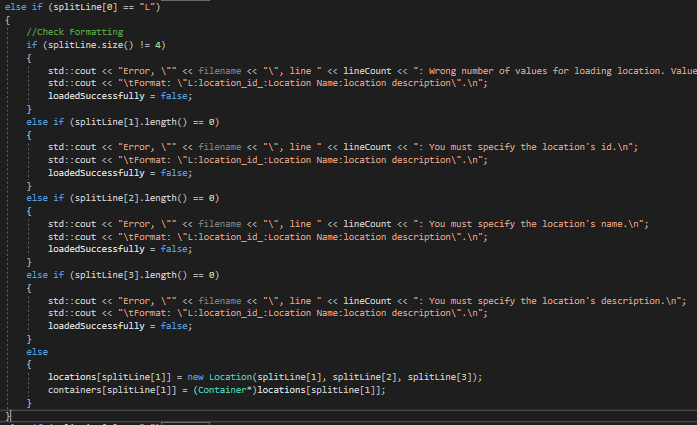 else if (splitLine[0] == "L")
{
    //Check Formatting
    if (splitLine.size() != 4)
    {
        std::cout << "Error, \"" << filename << "\", line " << lineCount << ": Wrong number of values for loading location. Value
        std::cout << "\tFormat: \"L:location_id_:Location Name:location description\".\n";
        loadedSuccessfully = false;
    }
    else if (splitLine[1].length() == 0)
    {
        std::cout << "Error, \"" << filename << "\", line " << lineCount << ": You must specify the location's id.\n";
        std::cout << "\tFormat: \"L:location_id_:Location Name:location description\".\n";
        loadedSuccessfully = false;
    }
    else if (splitLine[2].length() == 0)
    {
        std::cout << "Error, \"" << filename << "\", line " << lineCount << ": You must specify the location's name.\n";
        std::cout << "\tFormat: \"L:location_id_:Location Name:location description\".\n";
        loadedSuccessfully = false;
    }
    else if (splitLine[3].length() == 0)
    {
        std::cout << "Error, \"" << filename << "\", line " << lineCount << ": You must specify the location's description.\n";
        std::cout << "\tFormat: \"L:location_id_:Location Name:location description\".\n";
        loadedSuccessfully = false;
    }
    else
    {
        locations[splitLine[1]] = new Location(splitLine[1], splitLine[2], splitLine[3]);
        containers[splitLine[1]] = (Container*)locations[splitLine[1]];
    }
}